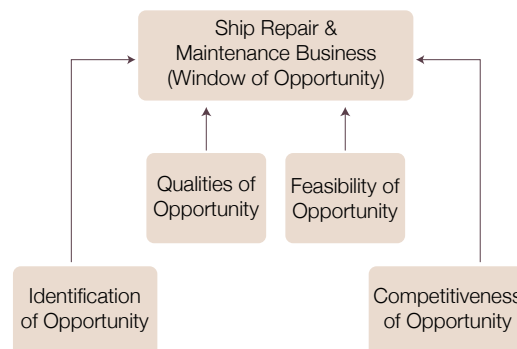 Ship Repair &
Maintenance Business
(Window of Opportunity)
Qualities of
Opportunity
Feasibility of
Opportunity
Identification
of Opportunity
Competitiveness
of Opportunity